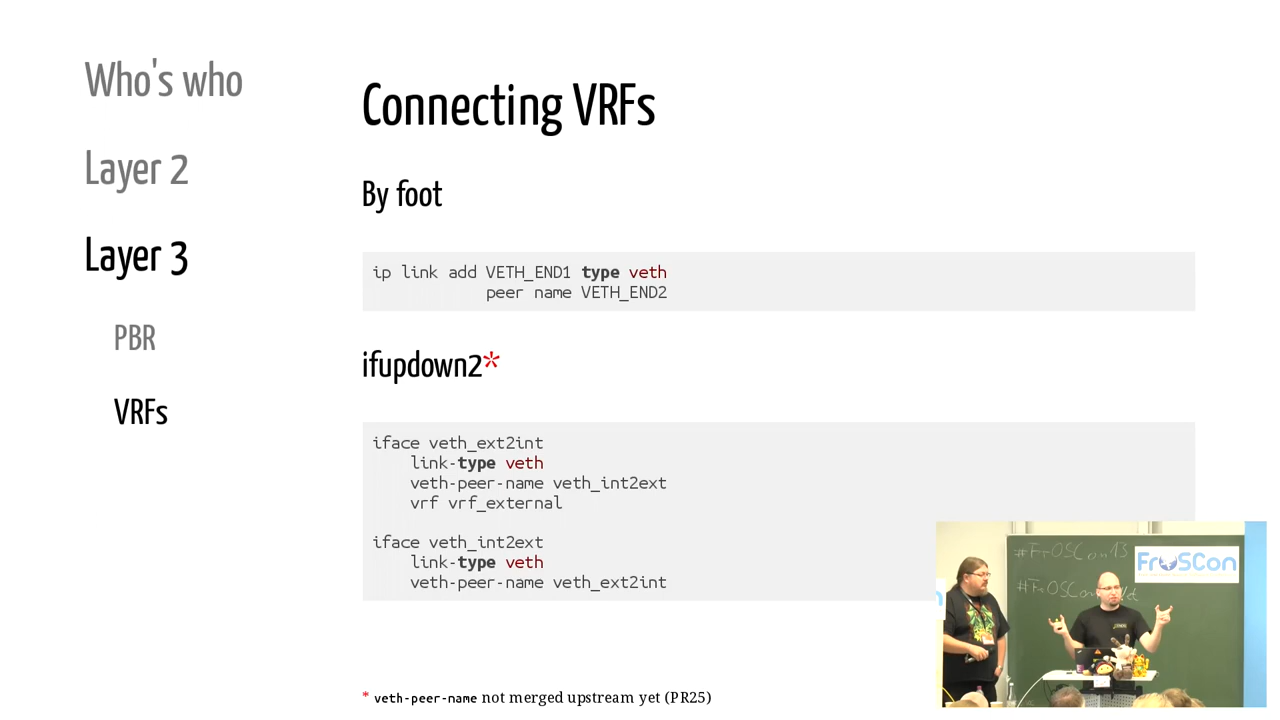 Who's who
Layer 2
Layer 3
PBR
VRFs
Connecting VRFs
By foot
ip link add VETH_END1 type veth
peer name VETH_END2
ifupdown2*
iface veth_ext2int
link-type veth
veth-peer-name veth_int2ext
vrf vrf_external
iface veth_int2ext
link-type veth
veth-peer-name veth_ext2int
* veth-peer-name not merged upstream yet (PR25)
#FrOSCon13
FrOSCon
#FrOSCon